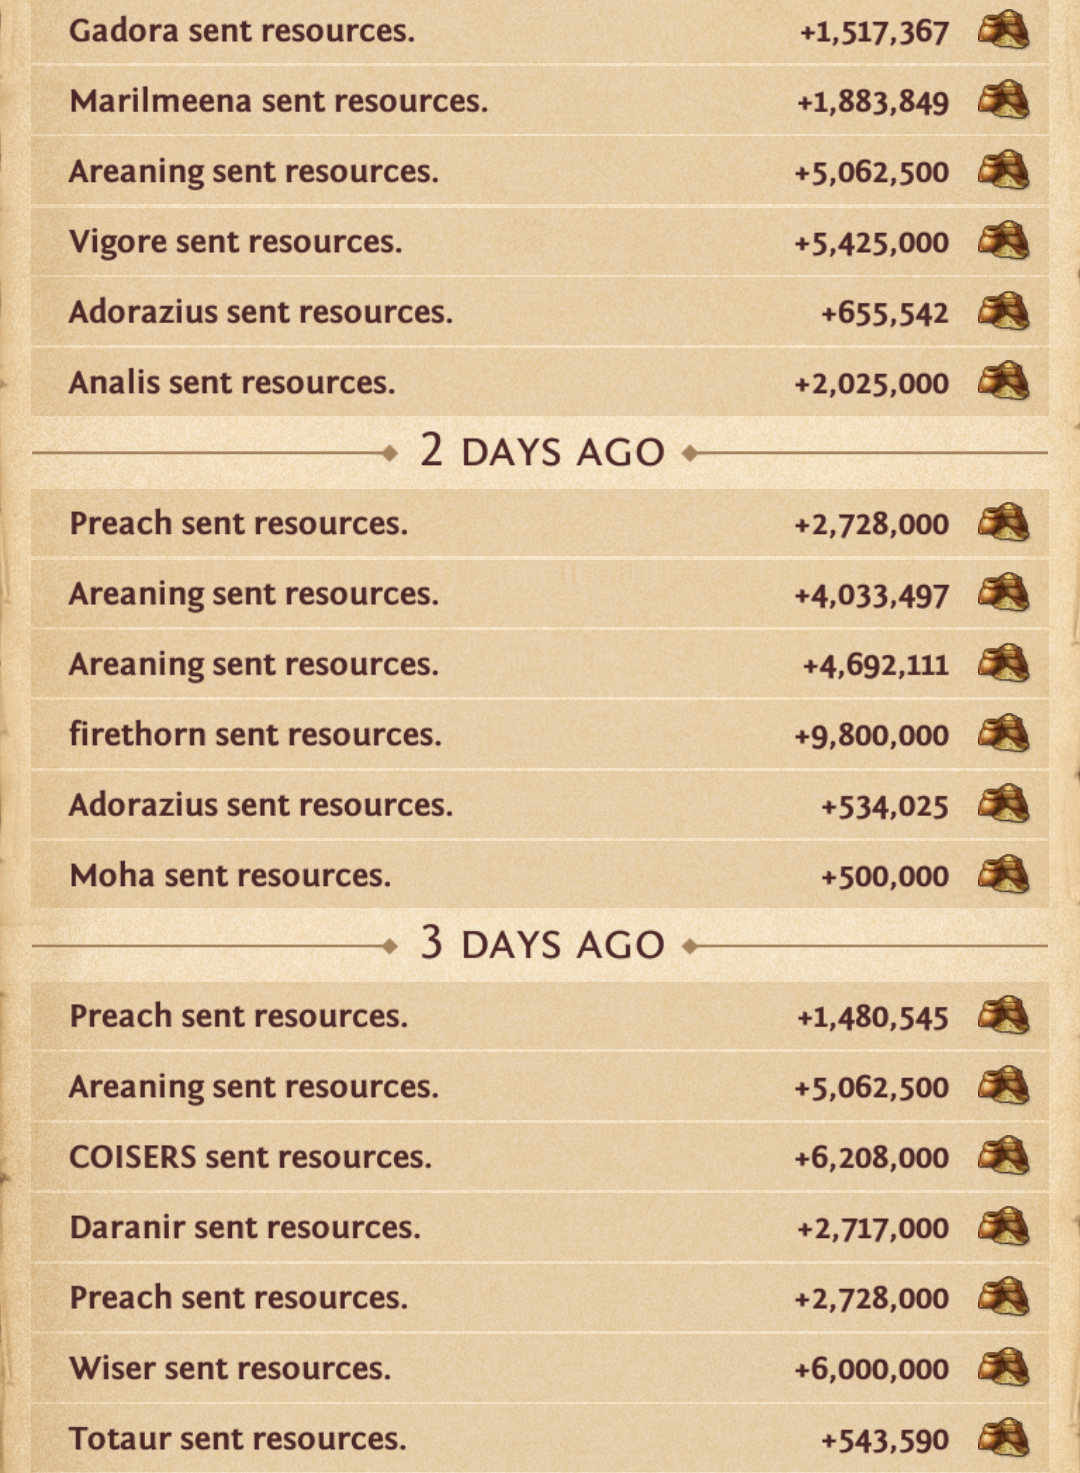 Gadora sent resources. +1,517,367
Marilmeena sent resources. +1,883,849
Areaning sent resources. +5,062,500
Vigore sent resources. +5,425,000
Adorazius sent resources. +655,542
Analis sent resources. +2,025,000
2 DAYS AGO
Preach sent resources. +2,728,000
Areaning sent resources. +4,033,497
Areaning sent resources. +4,692,111
firethorn sent resources. +9,800,000
Adorazius sent resources. +534,025
Moha sent resources. +500,000
3 DAYS AGO
Preach sent resources. +1,480,545
Areaning sent resources. +5,062,500
COISERS sent resources. +6,208,000
Daranir sent resources. +2,717,000
Preach sent resources. +2,728,000
Wiser sent resources. +6,000,000
Totaur sent resources. +543,590